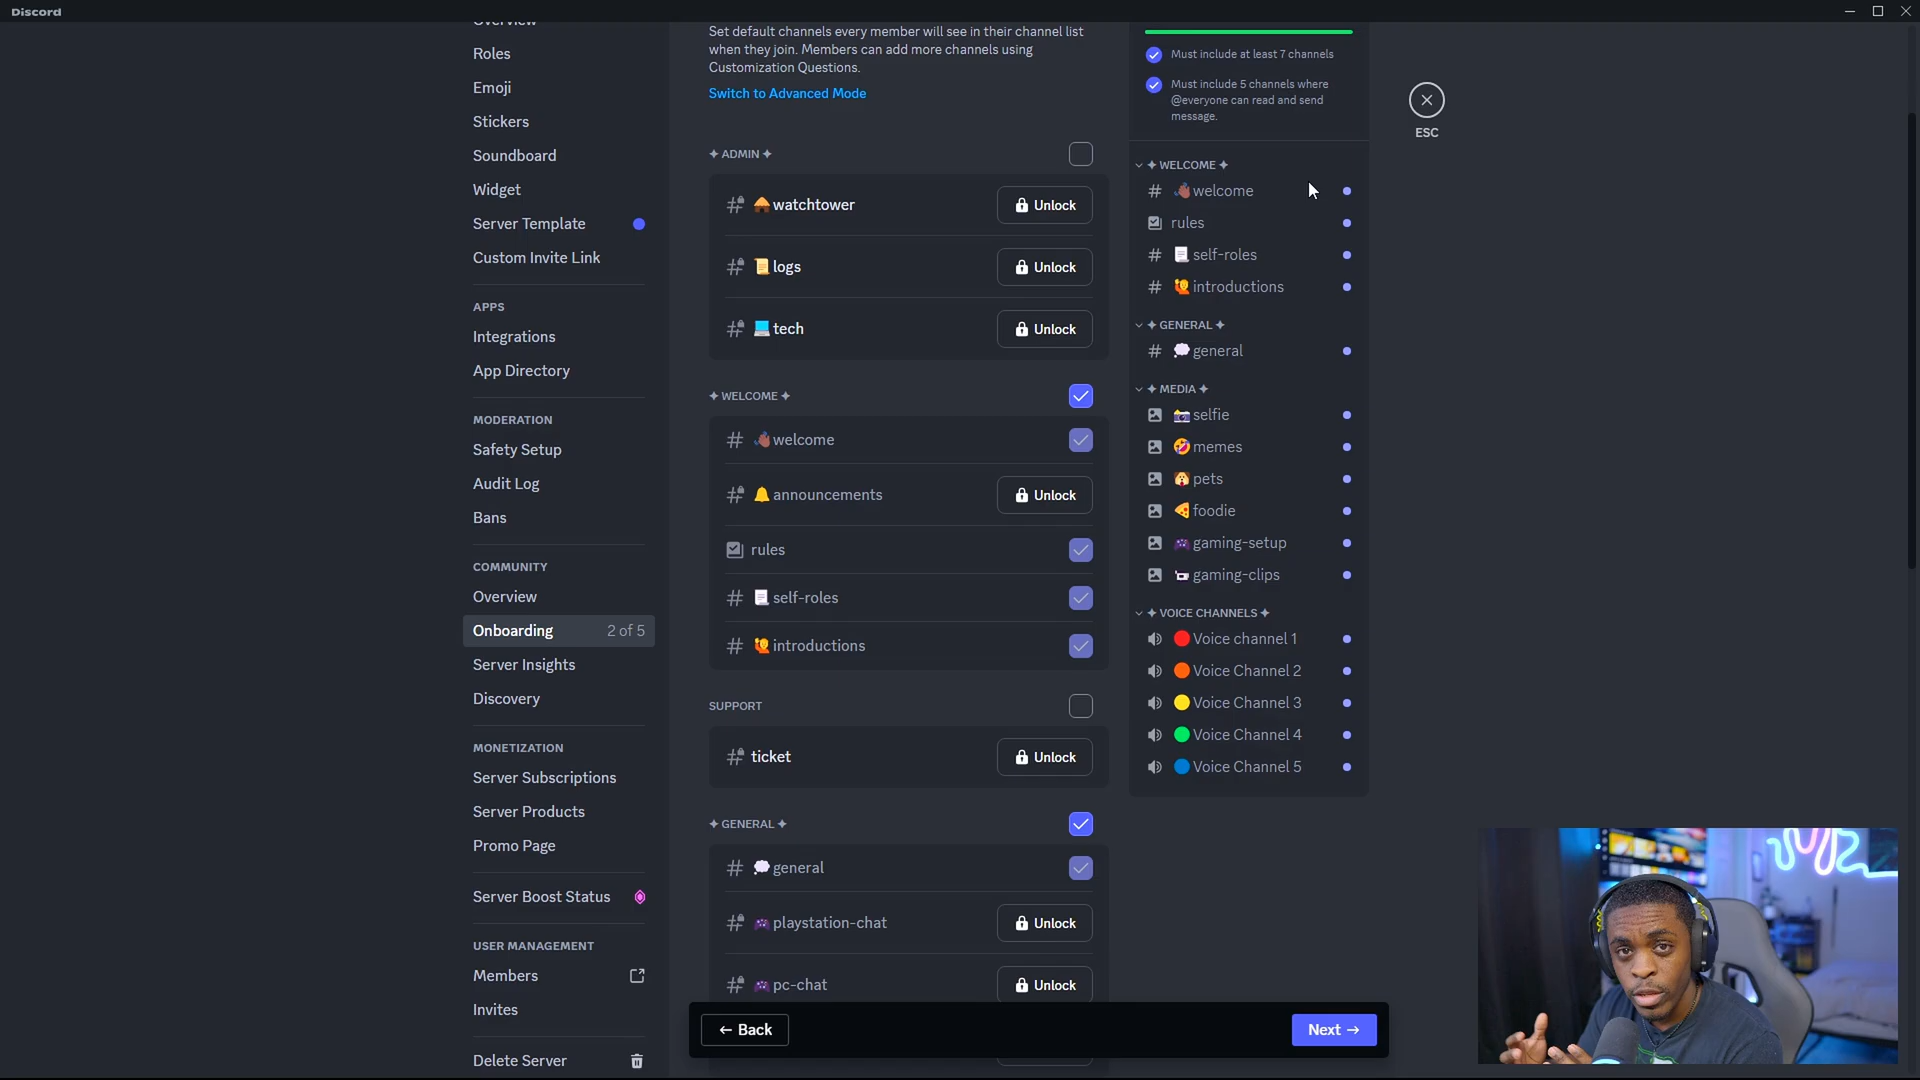 Discord
Overview
Roles
Emoji
Stickers
Soundboard
Widget
Server Template
Custom Invite Link
APPS
Integrations
App Directory
MODERATION
Safety Setup
Audit Log
Bans
COMMUNITY
Overview
Onboarding 2 of 5
Server Insights
Discovery
MONETIZATION
Server Subscriptions
Server Products
Promo Page
Server Boost Status
USER MANAGEMENT
Members
Invites
Delete Server
Set default channels every member will see in their channel list
when they join. Members can add more channels using
Customization Questions.
Switch to Advanced Mode
✦ ADMIN ✦
watchtower Unlock
logs Unlock
tech Unlock
✦ WELCOME ✦
welcome
announcements Unlock
rules
self-roles
introductions
SUPPORT
ticket Unlock
✦ GENERAL ✦
general
playstation-chat Unlock
pc-chat Unlock
← Back
Next →
Must include at least 7 channels
Must include 5 channels where
@everyone can read and send
message.
✦ WELCOME ✦
welcome
rules
self-roles
introductions
✦ GENERAL ✦
general
✦ MEDIA ✦
selfie
memes
pets
foodie
gaming-setup
gaming-clips
✦ VOICE CHANNELS ✦
Voice channel 1
Voice Channel 2
Voice Channel 3
Voice Channel 4
Voice Channel 5
ESC